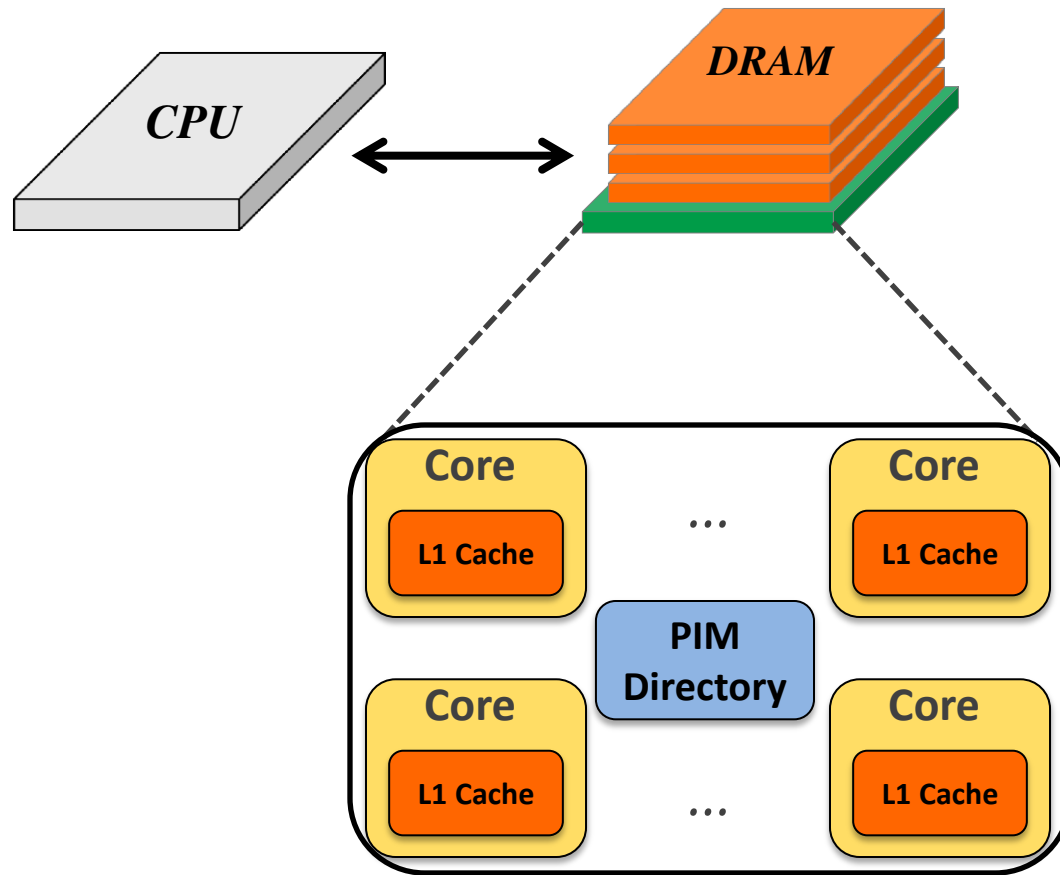 CPU
DRAM
Core
L1 Cache
...
Core
L1 Cache
PIM
Directory
Core
L1 Cache
...
Core
L1 Cache